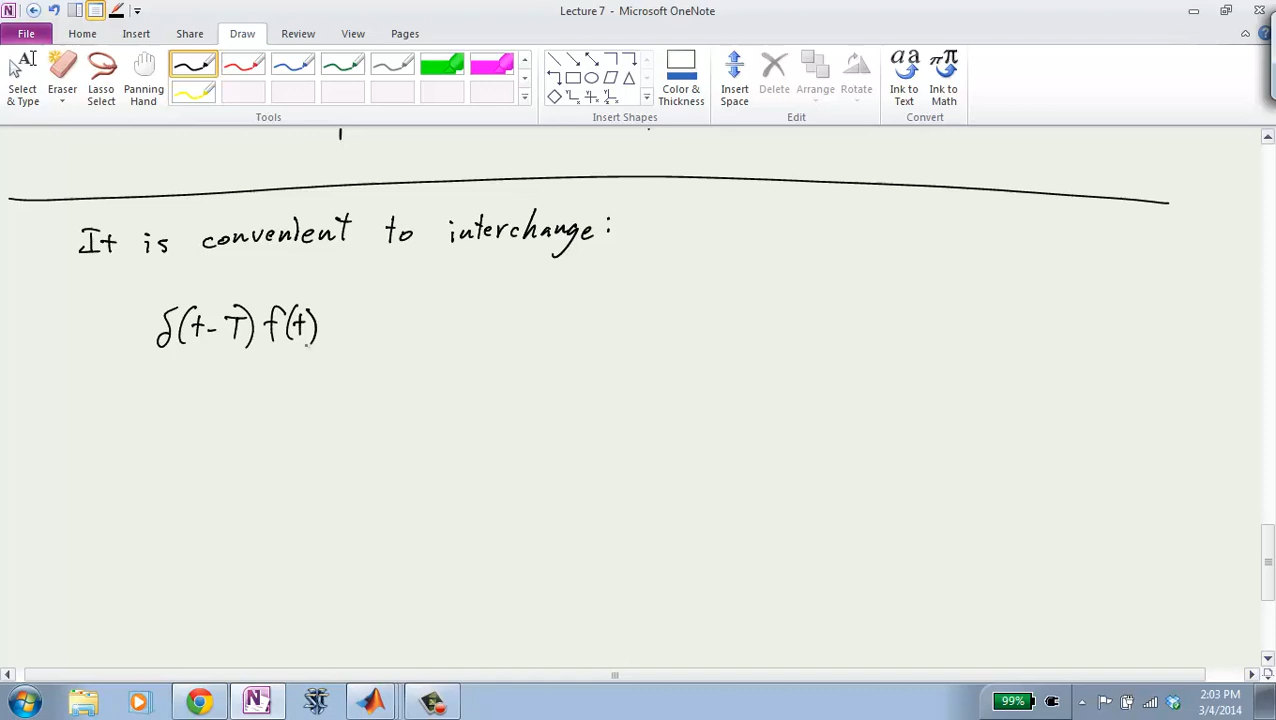 Lecture 7 - Microsoft OneNote
File Home Insert Share Draw Review View Pages
Select & Type Eraser Lasso Select Panning Hand Color & Thickness Insert Space Delete Arrange Rotate Ink to Text Ink to Math
Tools Insert Shapes Edit Convert
It is convenient to interchange:
δ(t-T) f(t)
99% 2:03 PM
3/4/2014